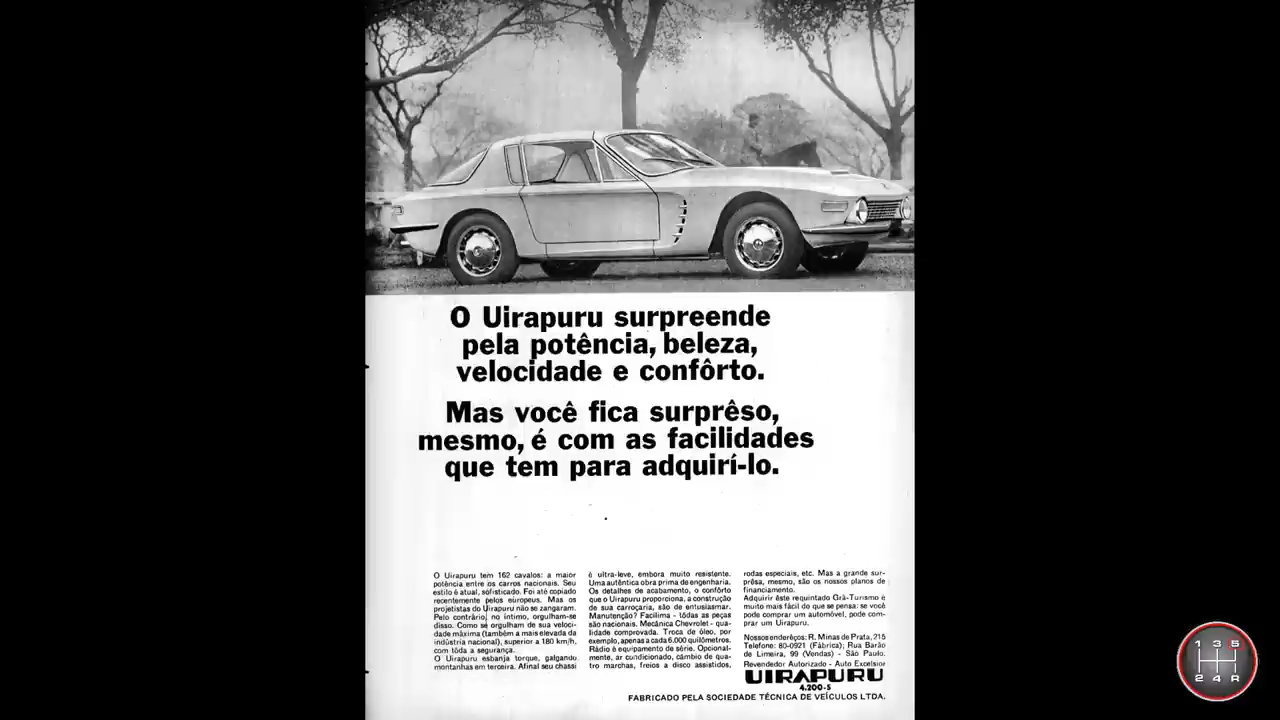 O Uirapuru surpreende
pela potência, beleza,
velocidade e confôrto.
Mas você fica surprêso,
mesmo, é com as facilidades
que tem para adquirí-lo.
O Uirapuru tem 162 cavalos: a maior
potência entre os carros nacionais. Seu
estilo é atual, sofisticado. Foi até copiado
recentemente pelos europeus. Mas os
projetistas do Uirapuru não se zangaram.
Pelo contrário, no íntimo, orgulham-se
disso. Como se orgulham de sua veloci-
dade máxima (também a mais elevada da
indústria nacional), superior a 180 km/h,
com tôda a segurança.
O Uirapuru esbanja torque, galgando
montanhas em terceira. Afinal seu chassi
é ultra-leve, embora muito resistente.
Uma autêntica obra prima de engenharia.
Os detalhes de acabamento, o confôrto
que o Uirapuru proporciona, a construção
de sua carroçaria, são de entusiasmar.
Manutenção? Facílima - tôdas as peças
são nacionais. Mecânica Chevrolet - qua-
lidade comprovada. Troca de óleo, por
exemplo, apenas a cada 6.000 quilômetros.
Rádio é equipamento de série. Opcional-
mente, ar condicionado, câmbio de qua-
tro marchas, freios a disco assistidos,
rodas especiais, etc. Mas a grande sur-
prêsa, mesmo, são os nossos planos de
financiamento.
Adquirir êste requintado Grã-Turismo é
muito mais fácil do que se pensa: se você
pode comprar um automóvel, pode com-
prar um Uirapuru.
Nossos enderêços: R. Minas de Prata, 215
Telefone: 80-0921 (Fábrica); Rua Barão
de Limeira, 99 (Vendas) - São Paulo.
Revendedor Autorizado - Auto Excelsior
UIRAPURU
4.200-S
FABRICADO PELA SOCIEDADE TÉCNICA DE VEÍCULOS LTDA.
1 3 5
2 4 R